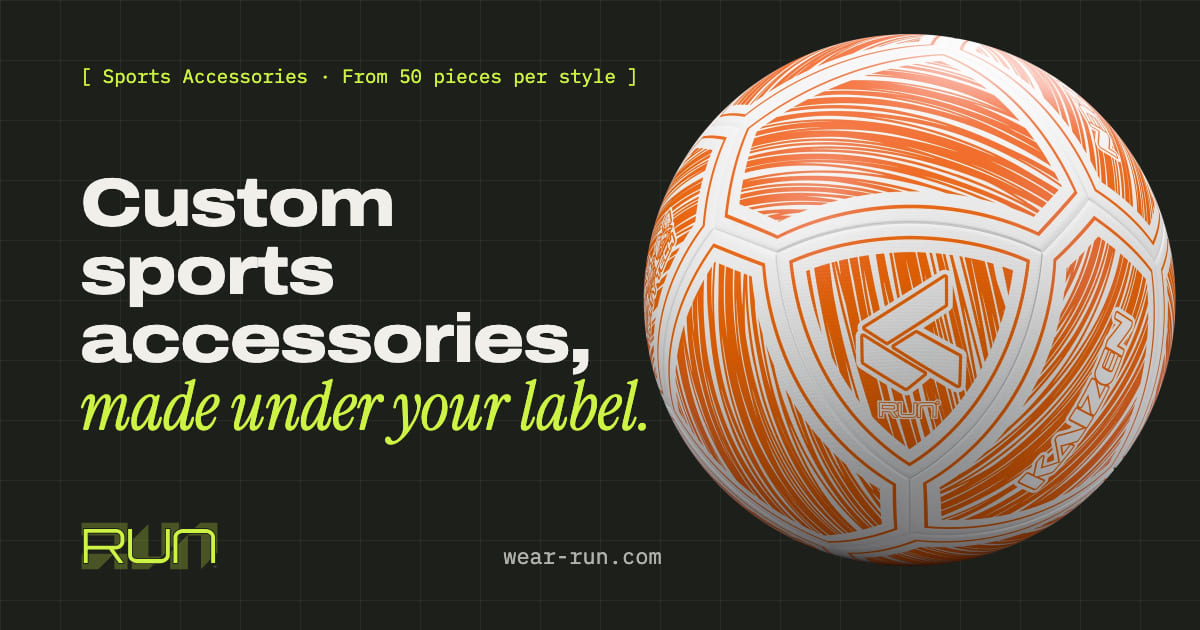 [ Sports Accessories · From 50 pieces per style ]
Custom
sports
accessories,
made under your label.
RUN
wear-run.com
RUN
KAIZEN